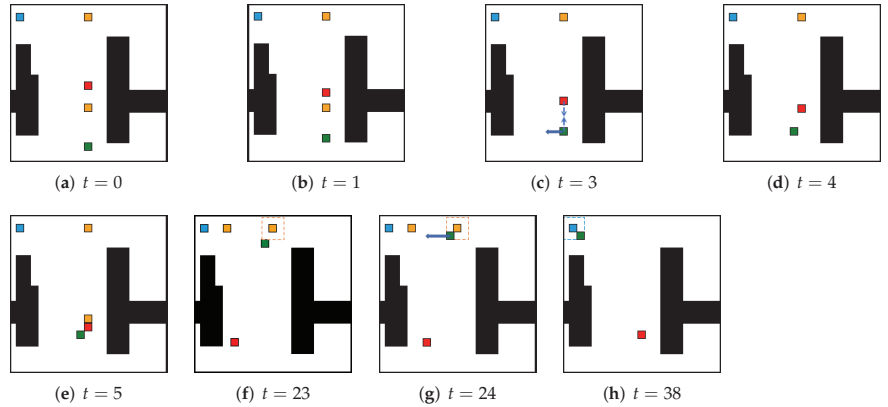 (a) t = 0
(b) t = 1
(c) t = 3
(d) t = 4
(e) t = 5
(f) t = 23
(g) t = 24
(h) t = 38